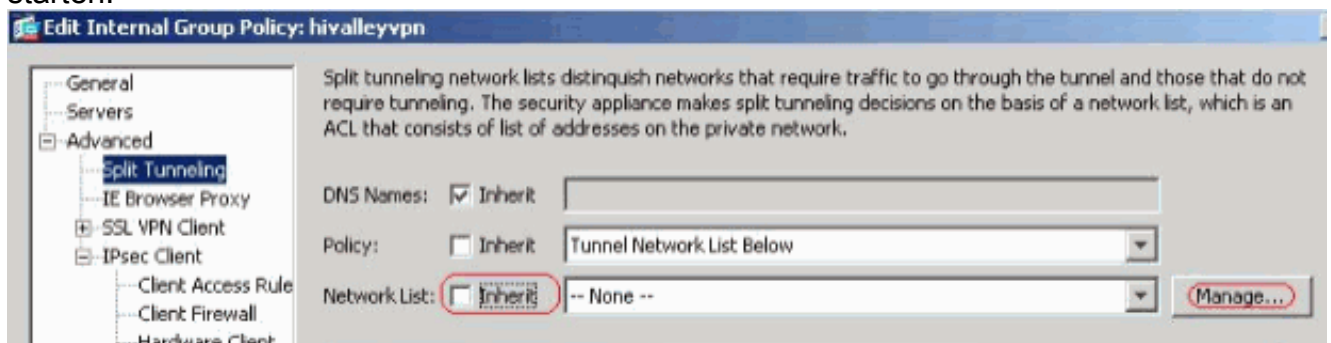 starten.
Edit Internal Group Policy: hivalleyvpn
General
Servers
Advanced
Split Tunneling
IE Browser Proxy
SSL VPN Client
IPsec Client
Client Access Rule
Client Firewall
Hardware Client
Split tunneling network lists distinguish networks that require traffic to go through the tunnel and those that do not
require tunneling. The security appliance makes split tunneling decisions on the basis of a network list, which is an
ACL that consists of list of addresses on the private network.
DNS Names: Inherit
Policy: Inherit Tunnel Network List Below
Network List: Inherit -- None -- Manage...